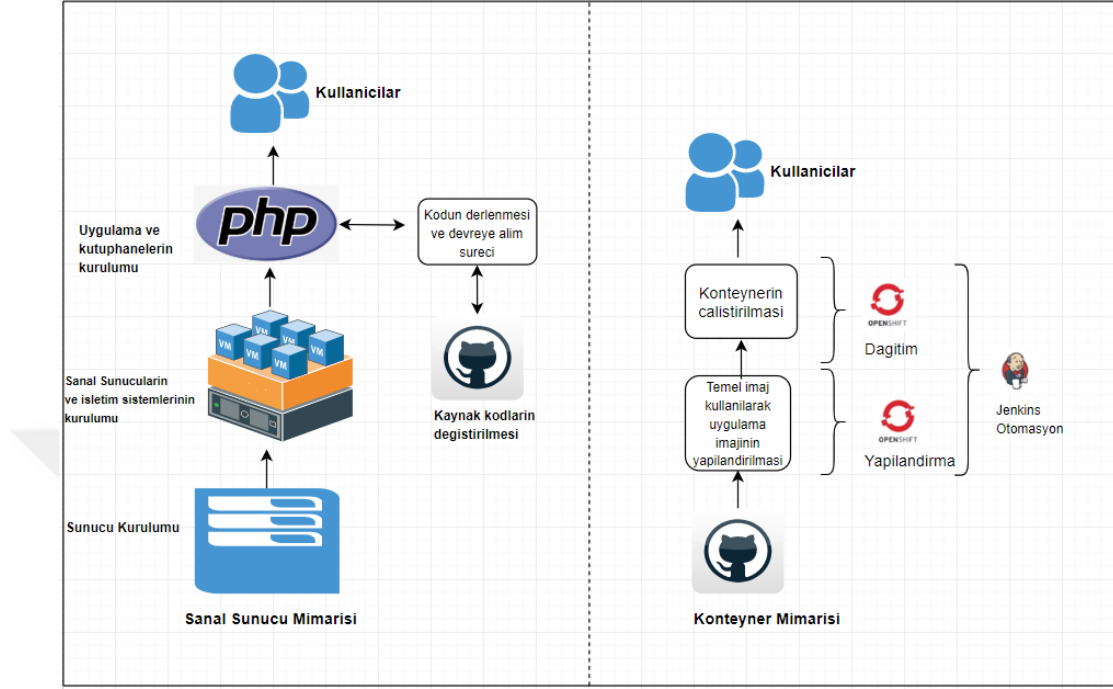 Kullanicilar
php
Uygulama ve
kutuphanelerin
kurulumu
Kodun derlenmesi
ve devreye alim
sureci
VM VM VM VM VM
Sanal Sunucularin
ve isletim sistemlerinin
kurulumu
Kaynak kodlarin
degistirilmesi
Sunucu Kurulumu
Sanal Sunucu Mimarisi
Kullanicilar
Konteynerin
calistirilmasi
OPENSHIFT
Dagitim
Temel imaj
kullanilarak
uygulama
imajinin
yapilandirilmasi
OPENSHIFT
Yapilandirma
Jenkins
Otomasyon
Konteyner Mimarisi